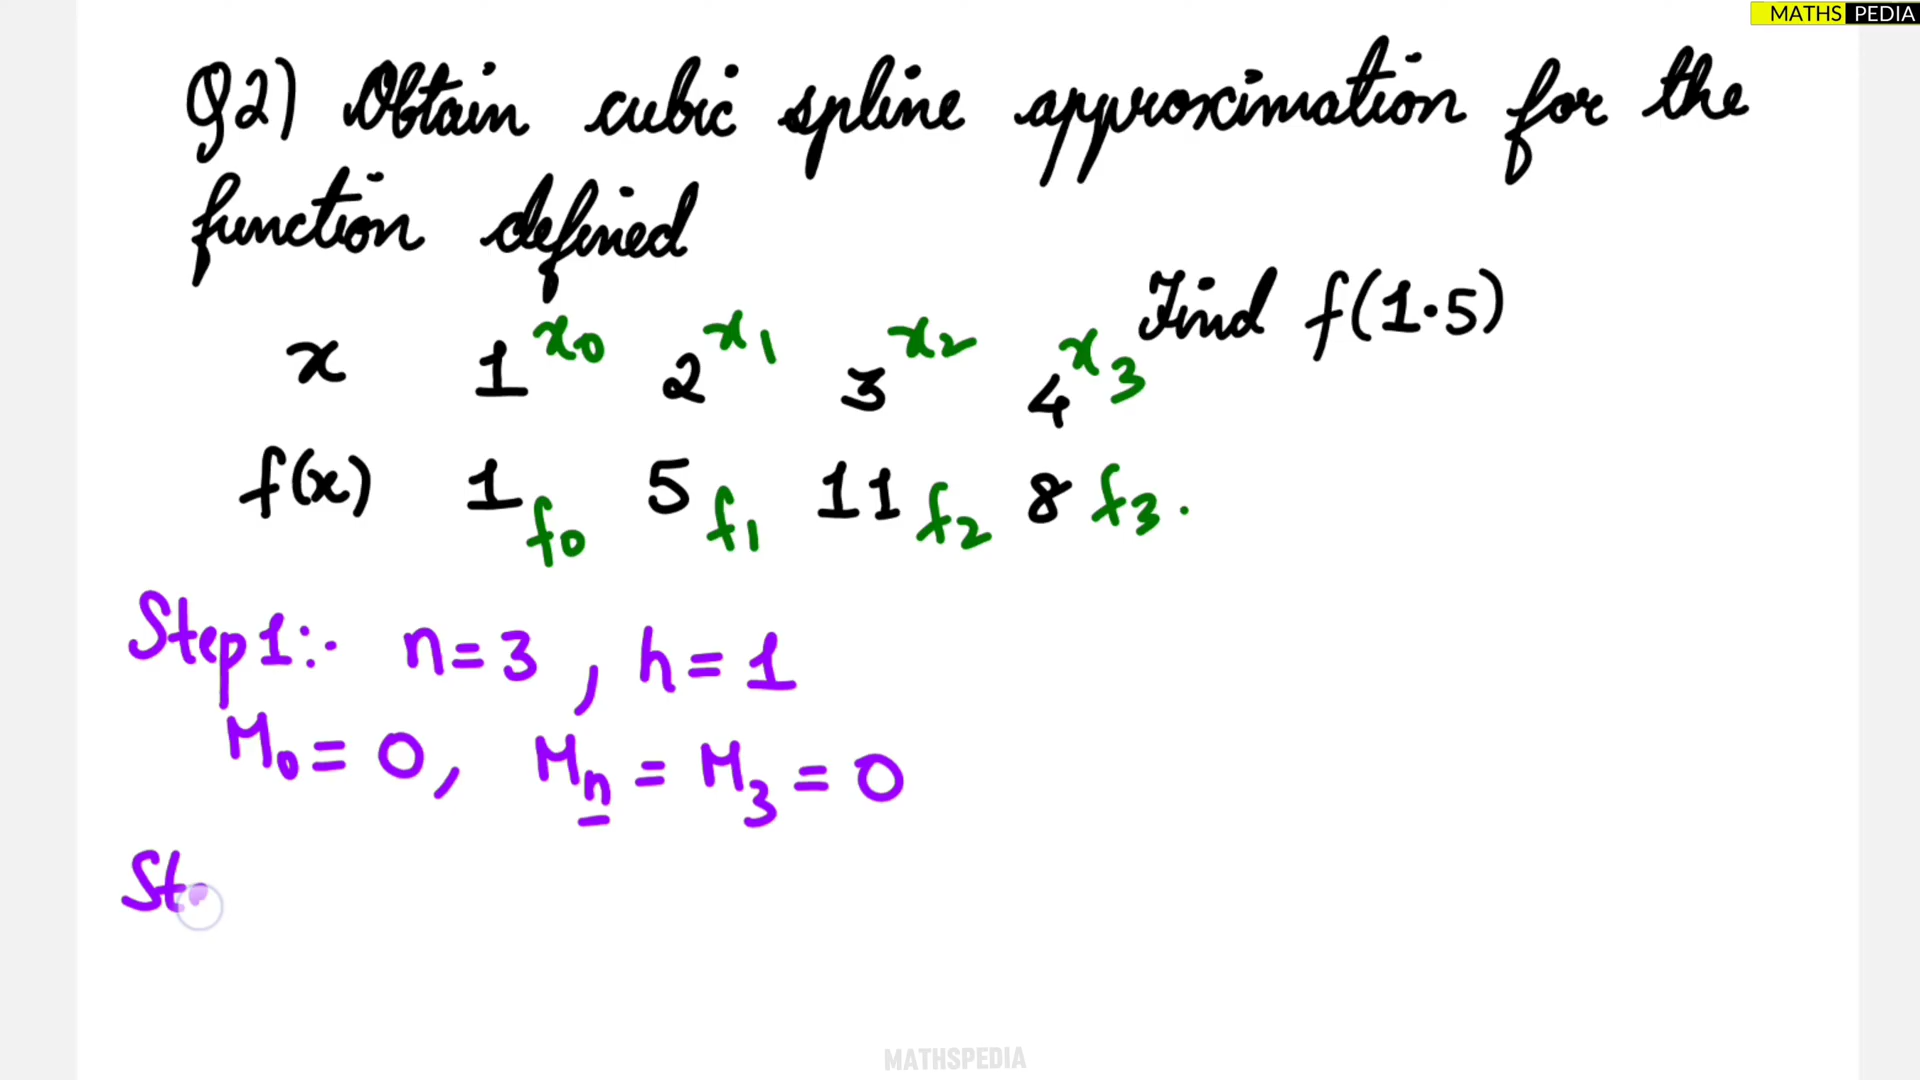 MATHS PEDIA
Q2) Obtain cubic spline approximation for the
function defined
Find f(1.5)
x 1 x0 2 x1 3 x2 4 x3
f(x) 1 f0 5 f1 11 f2 8 f3.
Step 1:- n=3, h=1
M0=0, Mn=M3=0
St
MATHSPEDIA